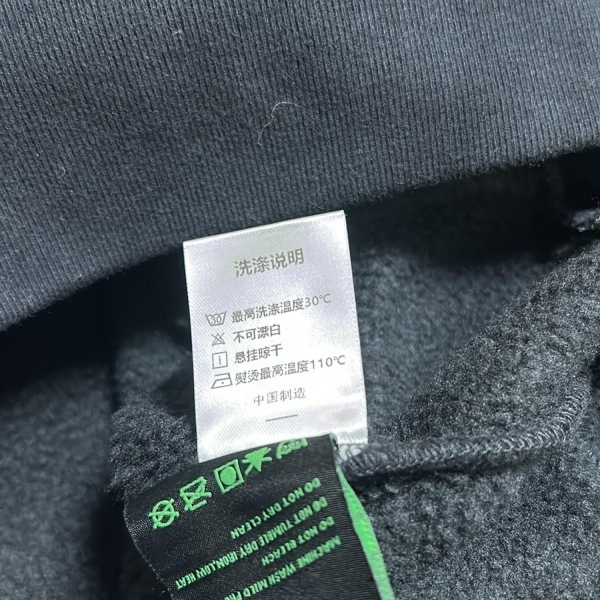 洗涤说明
30 最高洗涤温度30℃
不可漂白
悬挂晾干
熨烫最高温度110℃
中国制造
DO NOT DRY CLEAN
DO NOT TUMBLE DRY IRON LOW HEAT
DO NOT BLEACH
MACHINE WASH MILD